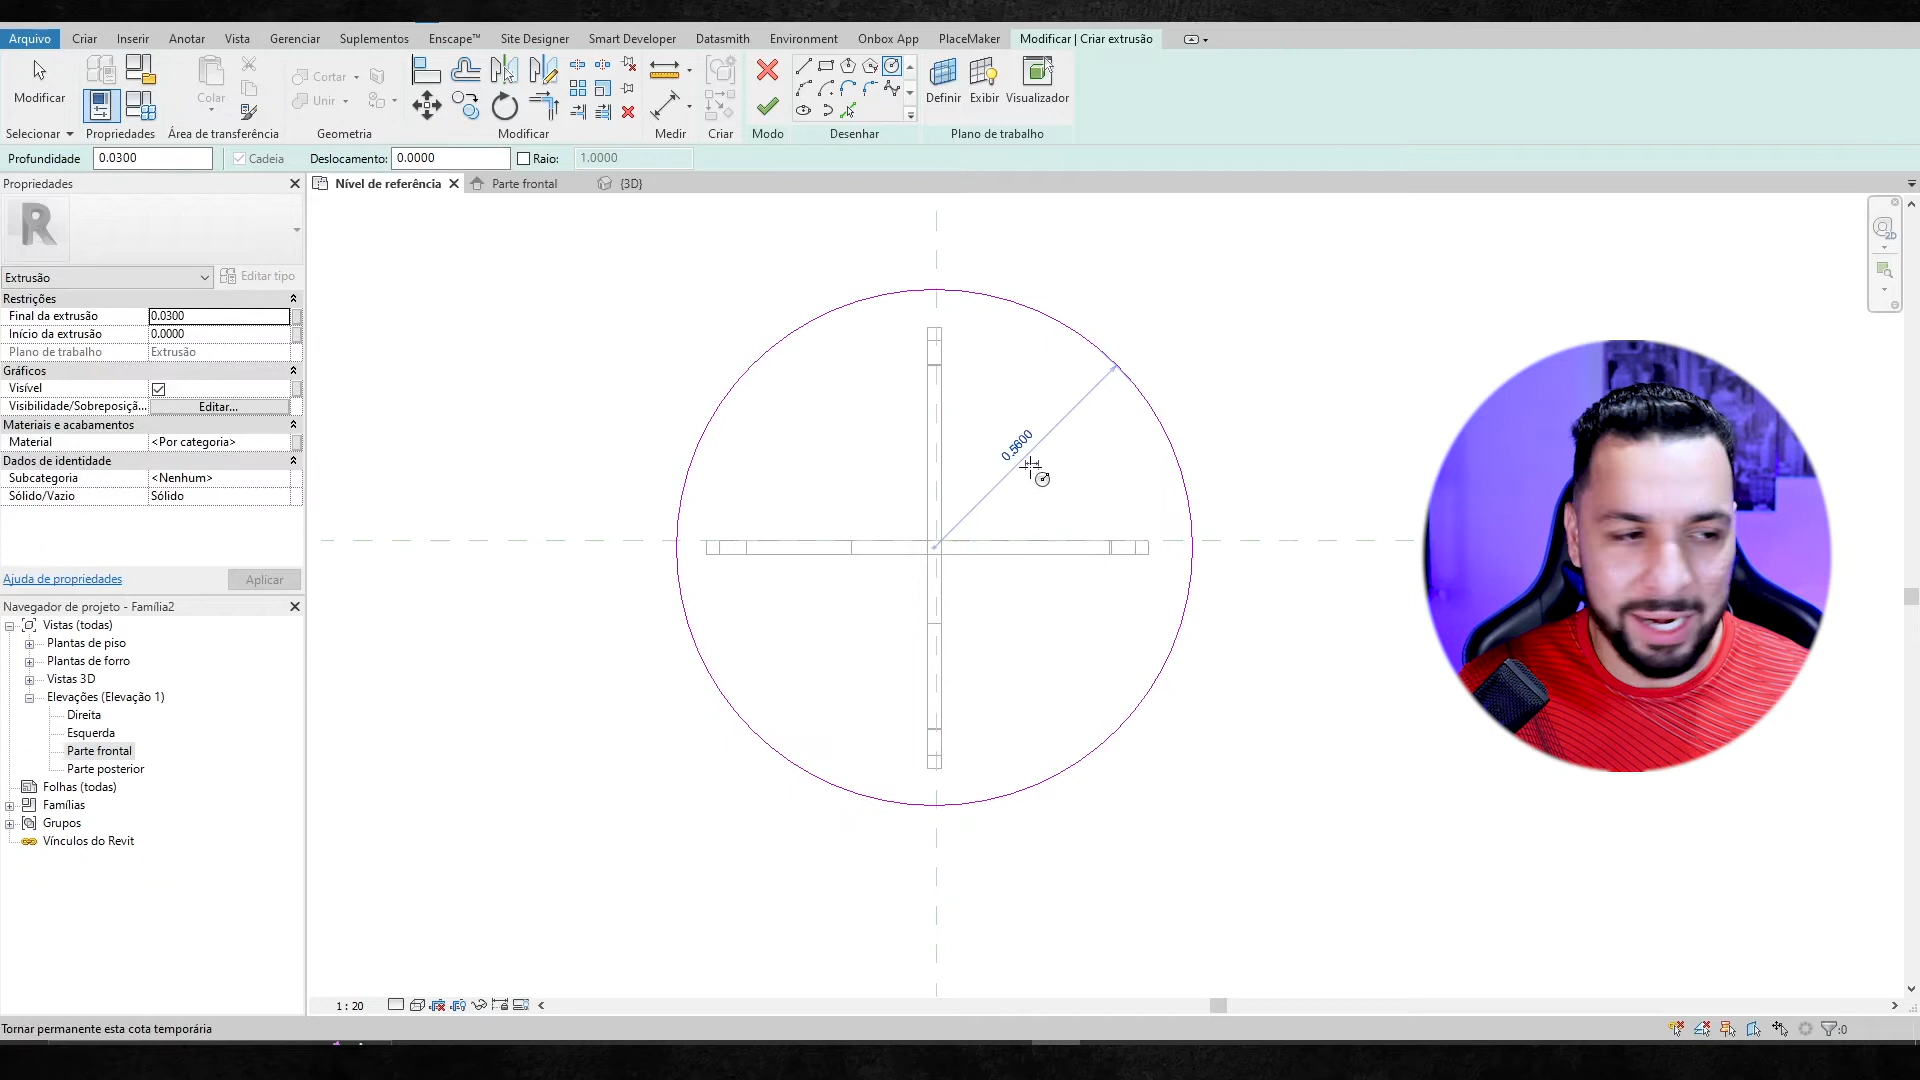 Arquivo Criar Inserir Anotar Vista Gerenciar Suplementos Enscape™ Site Designer Smart Developer Datasmith Environment Onbox App PlaceMaker Modificar | Criar extrusão
Modificar Colar Cortar Unir Definir Exibir Visualizador
Selecionar Propriedades Área de transferência Geometria Modificar Medir Criar Modo Desenhar Plano de trabalho
Profundidade 0.0300 Cadeia Deslocamento: 0.0000 Raio: 1.0000
Propriedades
Nível de referência Parte frontal {3D}
R
2D
Extrusão Editar tipo
Restrições
Final da extrusão 0.0300
Início da extrusão 0.0000
Plano de trabalho Extrusão
Gráficos
Visível
Visibilidade/Sobreposiçã... Editar...
Materiais e acabamentos
Material <Por categoria>
Dados de identidade
Subcategoria <Nenhum>
Sólido/Vazio Sólido
0.5600
Ajuda de propriedades Aplicar
Navegador de projeto - Família2
Vistas (todas)
Plantas de piso
Plantas de forro
Vistas 3D
Elevações (Elevação 1)
Direita
Esquerda
Parte frontal
Parte posterior
Folhas (todas)
Famílias
Grupos
Vínculos do Revit
1 : 20
Tornar permanente esta cota temporária
:0